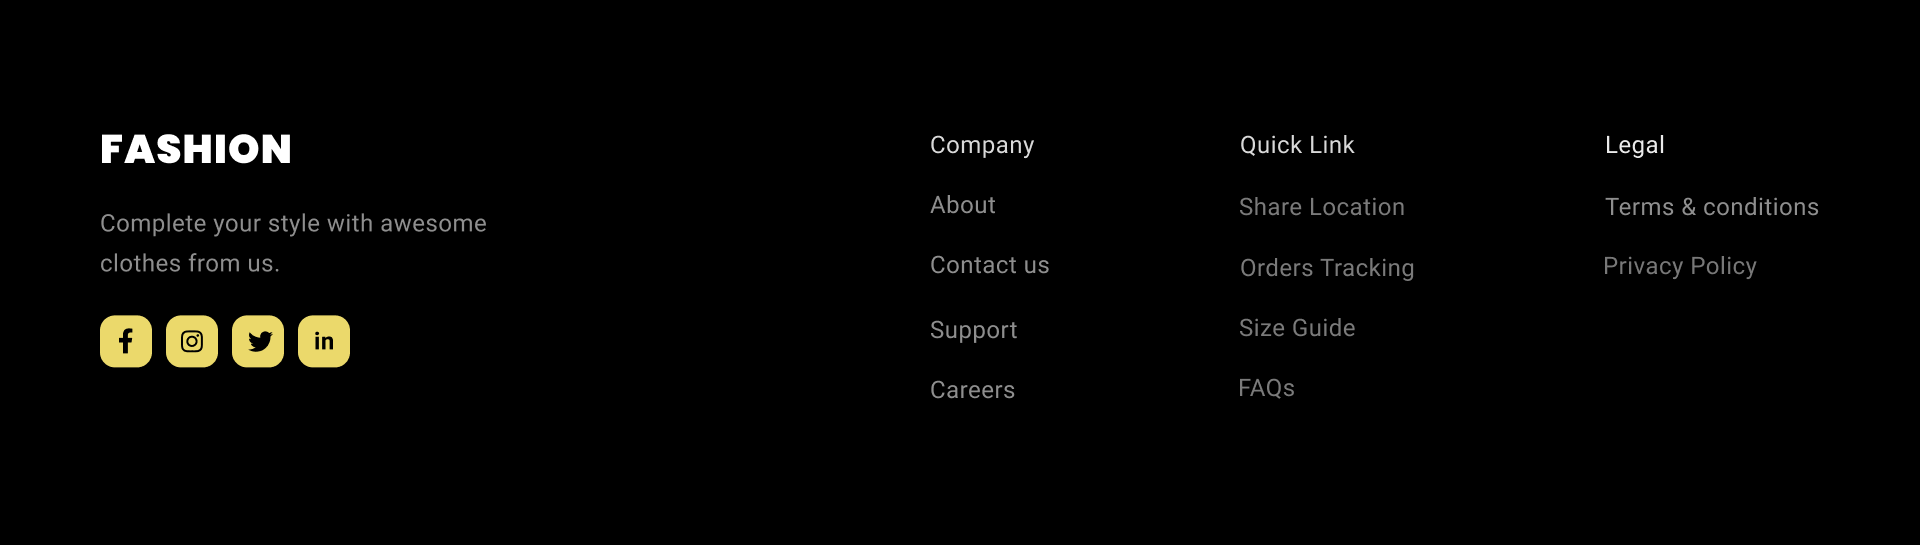 FASHION
Complete your style with awesome
clothes from us.
f
in
Company
About
Contact us
Support
Careers
Quick Link
Share Location
Orders Tracking
Size Guide
FAQs
Legal
Terms & conditions
Privacy Policy